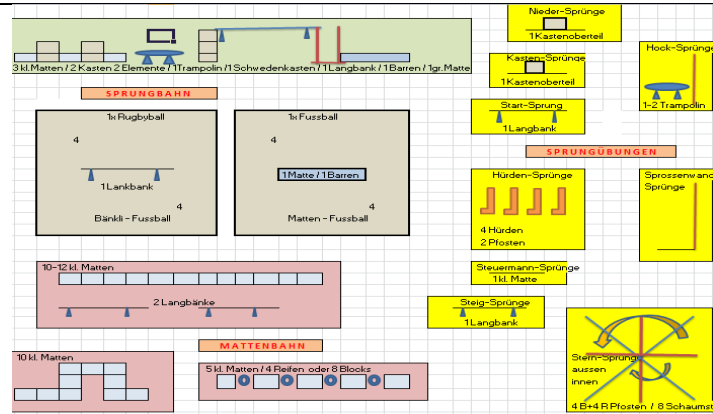 3 kl.Matten / 2 Kasten 2 Elemente / 1Trampolin /1 Schwedenkasten / 1Langbank / 1Barren / 1gr.Matte
SPRUNGBAHN
1x Rugbyball
4
1Lankbank
4
Bänkli - Fussball
1x Fussball
4
1Matte / 1Barren
4
Matten - Fussball
10-12 kl. Matten
2 Langbänke
MATTENBAHN
10 kl. Matten
5 kl. Matten / 4 Reifen oder 8 Blocks
Nieder-Sprünge
1Kastenoberteil
Kasten-Sprünge
1Kastenoberteil
Start-Sprung
1Langbank
Hock-Sprünge
1-2 Trampolin
SPRUNGÜBUNGEN
Hürden-Sprünge
4 Hürden
2 Pfosten
Sprossenwand
Sprünge
Steuermann-Sprünge
1kl. Matte
Steig-Sprünge
1Langbank
Stern-Sprünge
aussen
innen
4 B+4 R Pfosten / 8 Schaumst